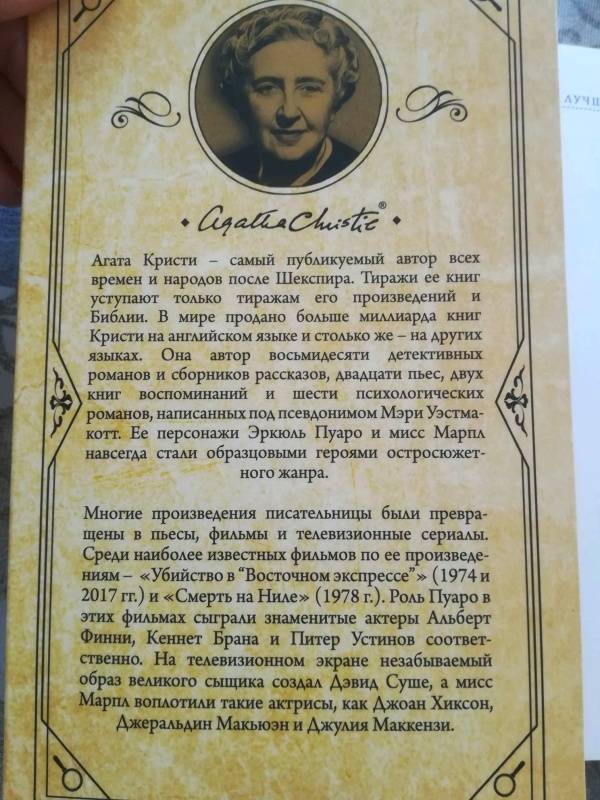 ЛУЧШ
Agatha Christie®
Агата Кристи – самый публикуемый автор всех
времен и народов после Шекспира. Тиражи ее книг
уступают только тиражам его произведений и
Библии. В мире продано больше миллиарда книг
Кристи на английском языке и столько же – на других
языках. Она автор восьмидесяти детективных
романов и сборников рассказов, двадцати пьес, двух
книг воспоминаний и шести психологических
романов, написанных под псевдонимом Мэри Уэстма-
котт. Ее персонажи Эркюль Пуаро и мисс Марпл
навсегда стали образцовыми героями остросюжет-
ного жанра.
Многие произведения писательницы были превра-
щены в пьесы, фильмы и телевизионные сериалы.
Среди наиболее известных фильмов по ее произведе-
ниям – «Убийство в “Восточном экспрессе”» (1974 и
2017 гг.) и «Смерть на Ниле» (1978 г.). Роль Пуаро в
этих фильмах сыграли знаменитые актеры Альберт
Финни, Кеннет Брана и Питер Устинов соответ-
ственно. На телевизионном экране незабываемый
образ великого сыщика создал Дэвид Суше, а мисс
Марпл воплотили такие актрисы, как Джоан Хиксон,
Джеральдин Макьюэн и Джулия Маккензи.